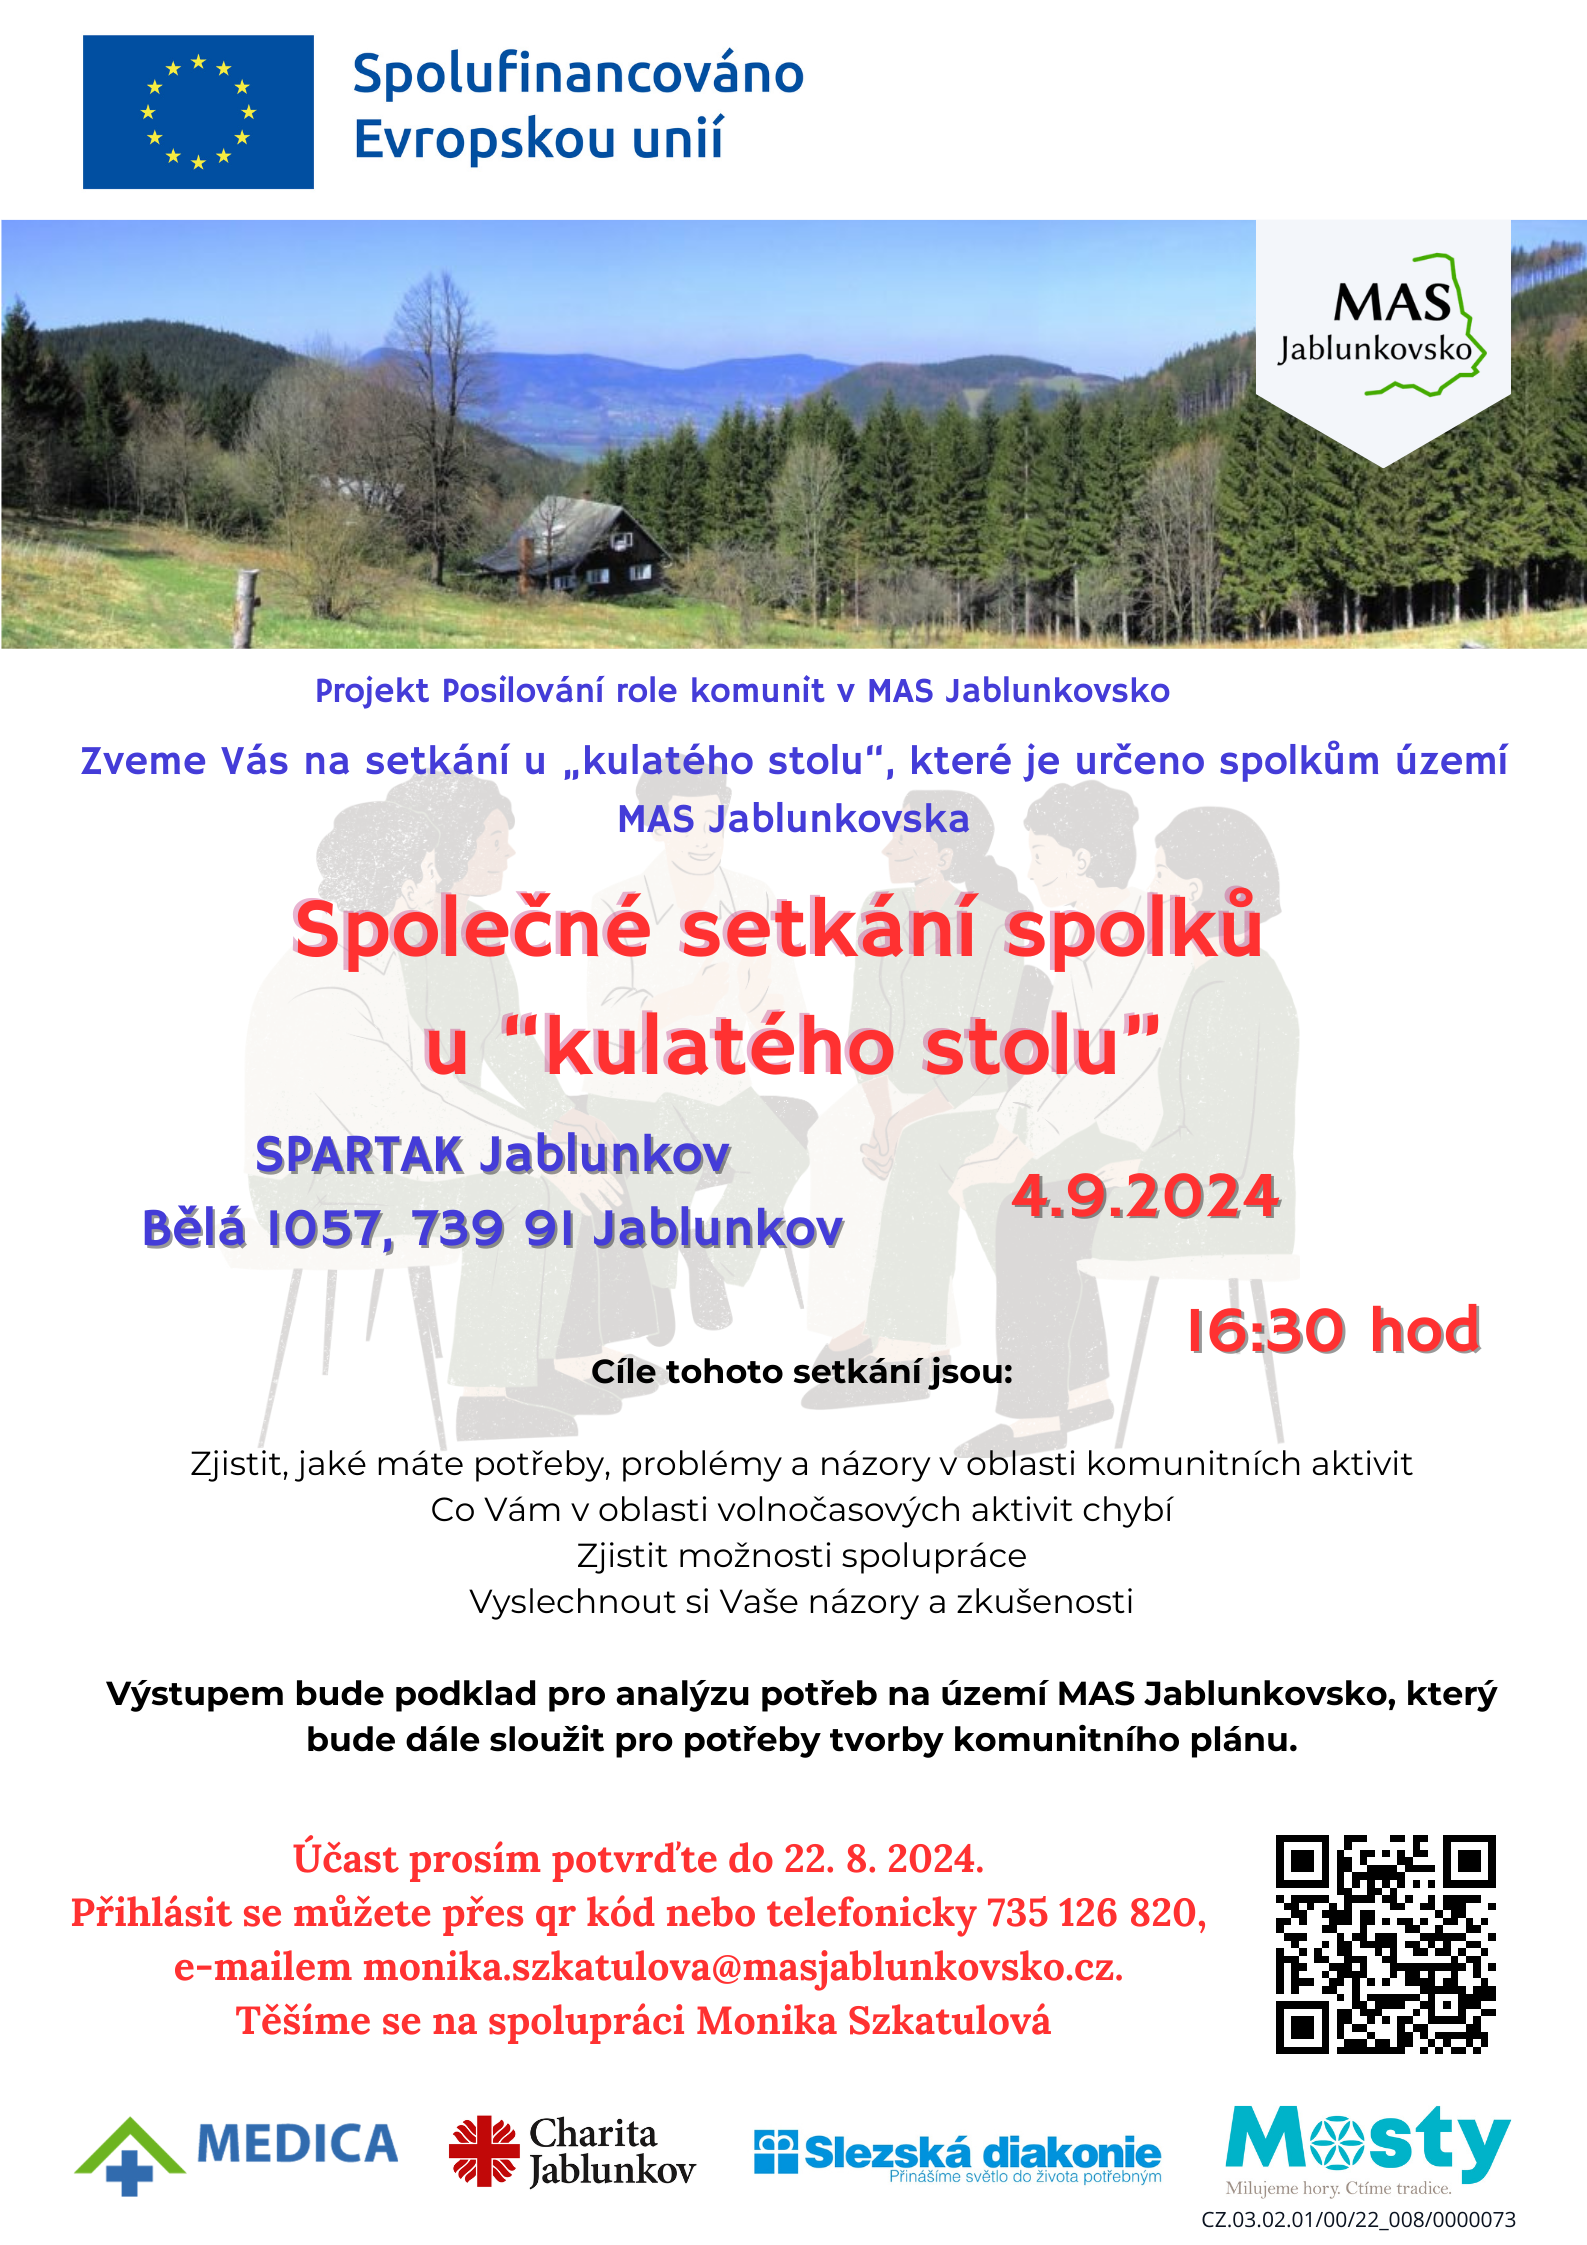 Spolufinancováno
Evropskou unií
MAS
Jablunkovsko
Projekt Posilování role komunit v MAS Jablunkovsko
Zveme Vás na setkání u „kulatého stolu“, které je určeno spolkům území
MAS Jablunkovska
Společné setkání spolků
u “kulatého stolu”
SPARTAK Jablunkov
Bělá 1057, 739 91 Jablunkov
4.9.2024
16:30 hod
Cíle tohoto setkání jsou:
Zjistit, jaké máte potřeby, problémy a názory v oblasti komunitních aktivit
Co Vám v oblasti volnočasových aktivit chybí
Zjistit možnosti spolupráce
Vyslechnout si Vaše názory a zkušenosti
Výstupem bude podklad pro analýzu potřeb na území MAS Jablunkovsko, který
bude dále sloužit pro potřeby tvorby komunitního plánu.
Účast prosím potvrďte do 22. 8. 2024.
Přihlásit se můžete přes qr kód nebo telefonicky 735 126 820,
e-mailem monika.szkatulova@masjablunkovsko.cz.
Těšíme se na spolupráci Monika Szkatulová
MEDICA
Charita
Jablunkov
Slezská diakonie
Přinášíme světlo do života potřebným
Mosty
Milujeme hory. Ctíme tradice.
CZ.03.02.01/00/22_008/0000073